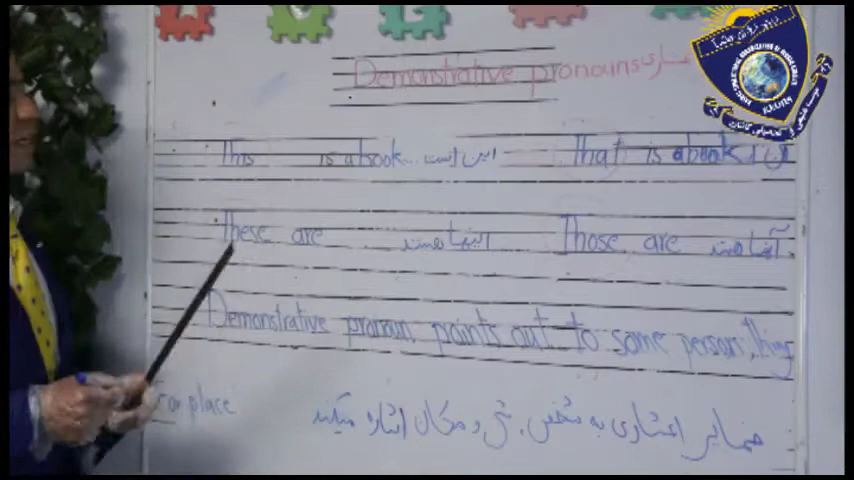 Demonstrative pronouns
This is a book... این است
That is a book
These are ... اینها هستند
Those are آنها هستند
Demonstrative pronoun points out to some person, thing
or place
ضمایر اشاری به شخص، شی و مکان اشاره میکند